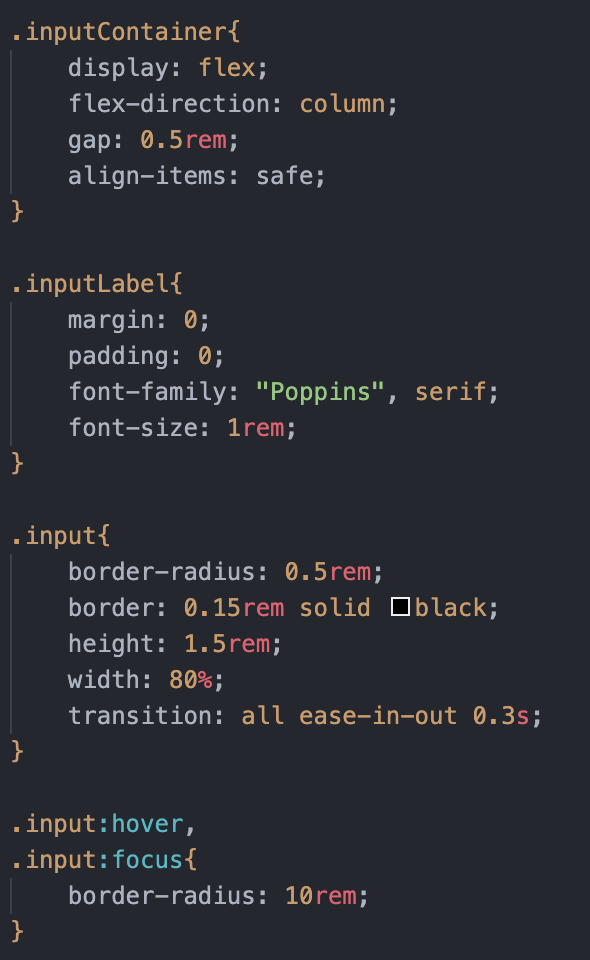 .inputContainer{
    display: flex;
    flex-direction: column;
    gap: 0.5rem;
    align-items: safe;
}

.inputLabel{
    margin: 0;
    padding: 0;
    font-family: "Poppins", serif;
    font-size: 1rem;
}

.input{
    border-radius: 0.5rem;
    border: 0.15rem solid black;
    height: 1.5rem;
    width: 80%;
    transition: all ease-in-out 0.3s;
}

.input:hover,
.input:focus{
    border-radius: 10rem;
}